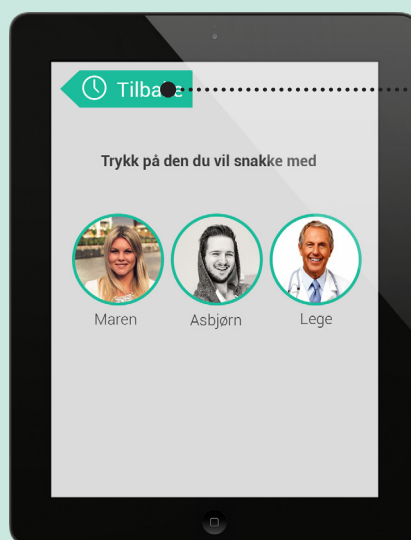 Tilbake
Trykk på den du vil snakke med
Maren
Asbjørn
Lege